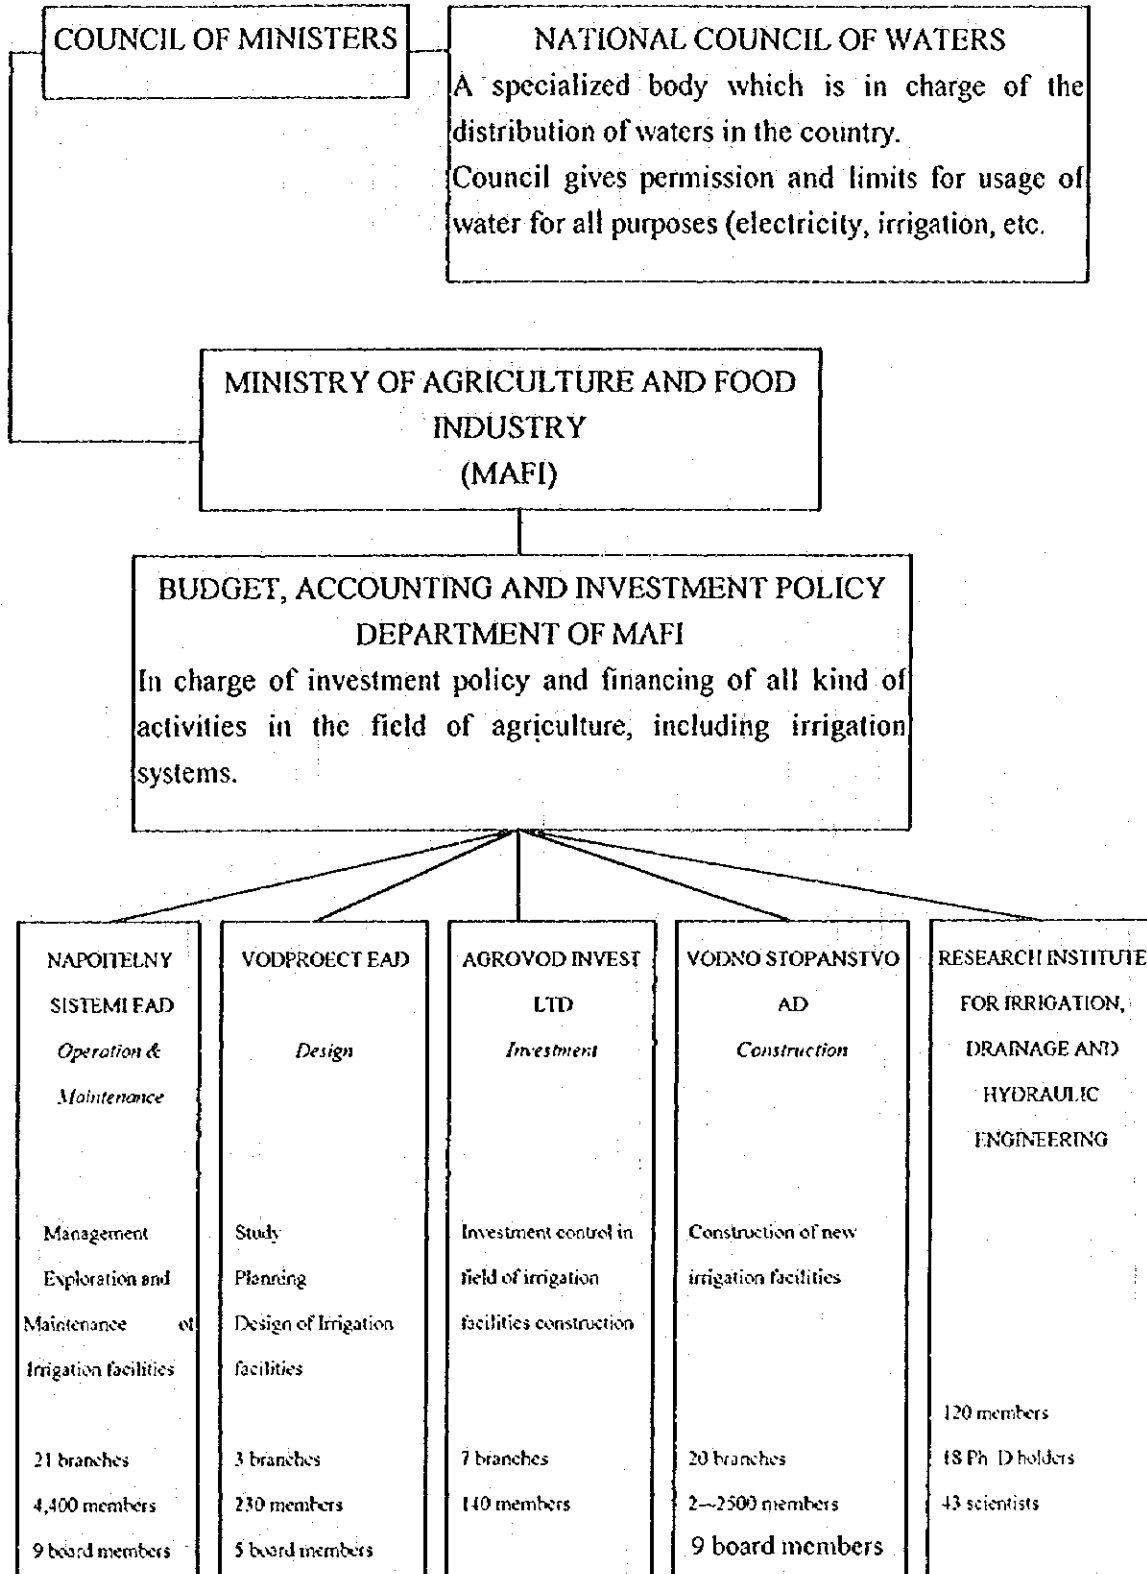 COUNCIL OF MINISTERS
NATIONAL COUNCIL OF WATERS
A specialized body which is in charge of the
distribution of waters in the country.
Council gives permission and limits for usage of
water for all purposes (electricity, irrigation, etc.
MINISTRY OF AGRICULTURE AND FOOD
INDUSTRY
(MAFI)
BUDGET, ACCOUNTING AND INVESTMENT POLICY
DEPARTMENT OF MAFI
In charge of investment policy and financing of all kind of
activities in the field of agriculture, including irrigation
systems.
NAPOITELNY
SISTEMI EAD
Operation &
Maintenance
Management
Exploration and
Maintenance of
Irrigation facilities
21 branches
4,400 members
9 board members
VODPROECT EAD
Design
Study
Planning
Design of Irrigation
facilities
3 branches
230 members
5 board members
AGROVOD INVEST
LTD
Investment
Investment control in
field of irrigation
facilities construction
7 branches
140 members
VODNO STOPANSTVO
AD
Construction
Construction of new
irrigation facilities
20 branches
2---2500 members
9 board members
RESEARCH INSTITUTE
FOR IRRIGATION,
DRAINAGE AND
HYDRAULIC
ENGINEERING
120 members
18 Ph D holders
43 scientists